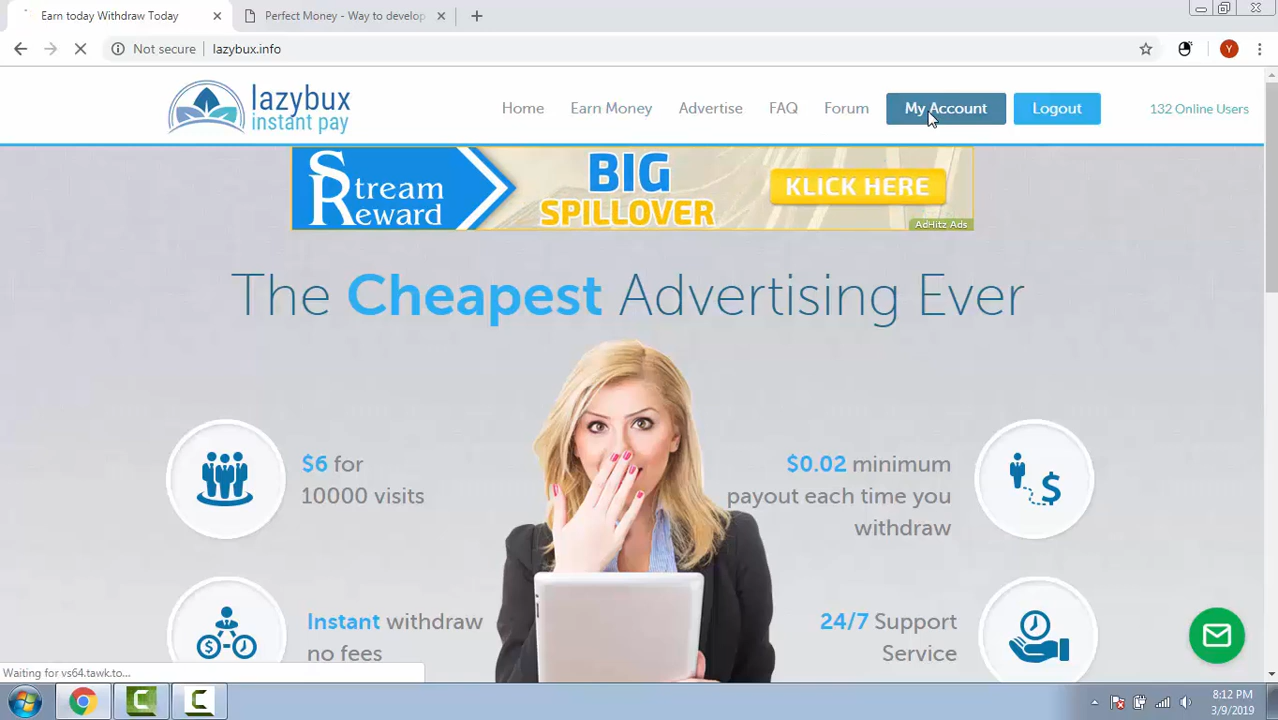 Earn today Withdraw Today
Perfect Money - Way to develop
Not secure
lazybux.info
Y
lazybux
instant pay
Home
Earn Money
Advertise
FAQ
Forum
My Account
Logout
132 Online Users
Stream
Reward
BIG
SPILLOVER
KLICK HERE
AdHitz Ads
The Cheapest Advertising Ever
$6 for
10000 visits
$0.02 minimum
payout each time you
withdraw
Instant withdraw
no fees
24/7 Support
Service
Waiting for vs64.tawk.to...
8:12 PM
3/9/2019